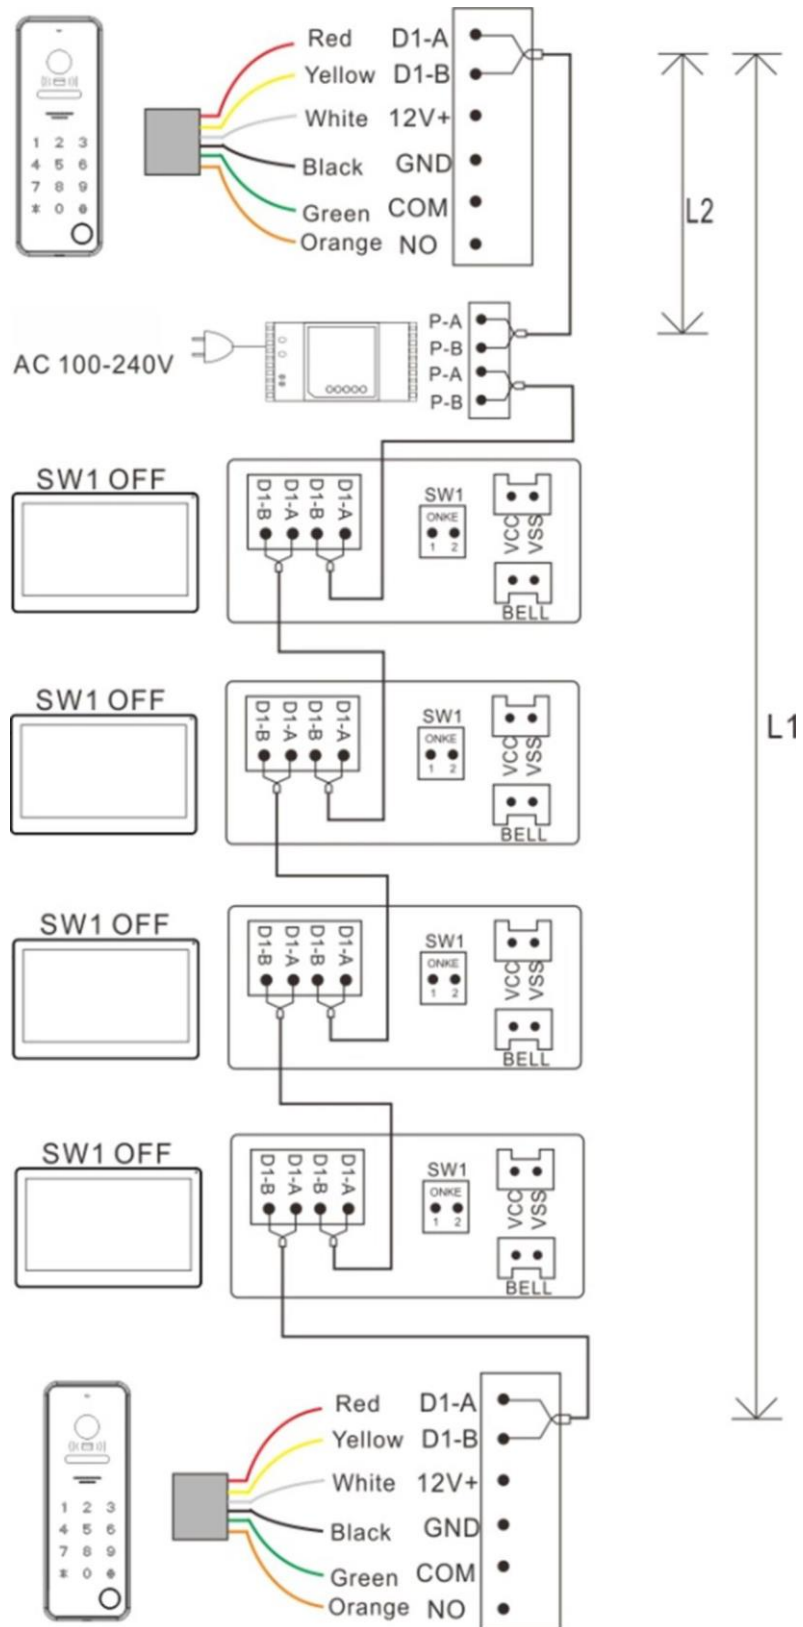 Red D1-A
Yellow D1-B
White 12V+
Black GND
Green COM
Orange NO
1 2 3
4 5 6
7 8 9
* 0
L2
AC 100-240V
P-A
P-B
P-A
P-B
SW1 OFF
D1-B D1-A D1-B D1-A
SW1
ONKE
1 2
VCC VSS
BELL
SW1 OFF
D1-B D1-A D1-B D1-A
SW1
ONKE
1 2
VCC VSS
BELL
L1
SW1 OFF
D1-B D1-A D1-B D1-A
SW1
ONKE
1 2
VCC VSS
BELL
SW1 OFF
D1-B D1-A D1-B D1-A
SW1
ONKE
1 2
VCC VSS
BELL
Red D1-A
Yellow D1-B
White 12V+
Black GND
Green COM
Orange NO
1 2 3
4 5 6
7 8 9
* 0